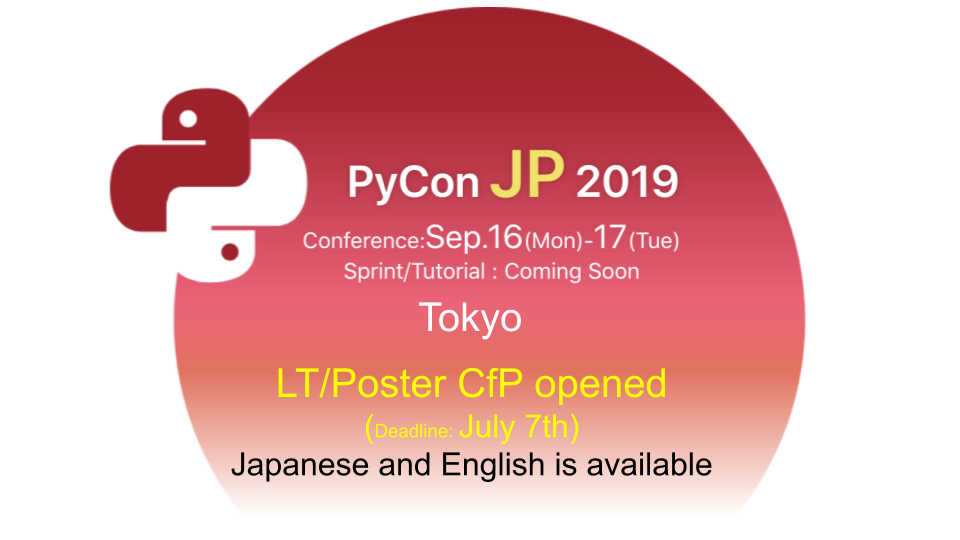 PyCon JP 2019
Conference:Sep.16(Mon)-17(Tue)
Sprint/Tutorial : Coming Soon
Tokyo
LT/Poster CfP opened
(Deadline: July 7th)
Japanese and English is available